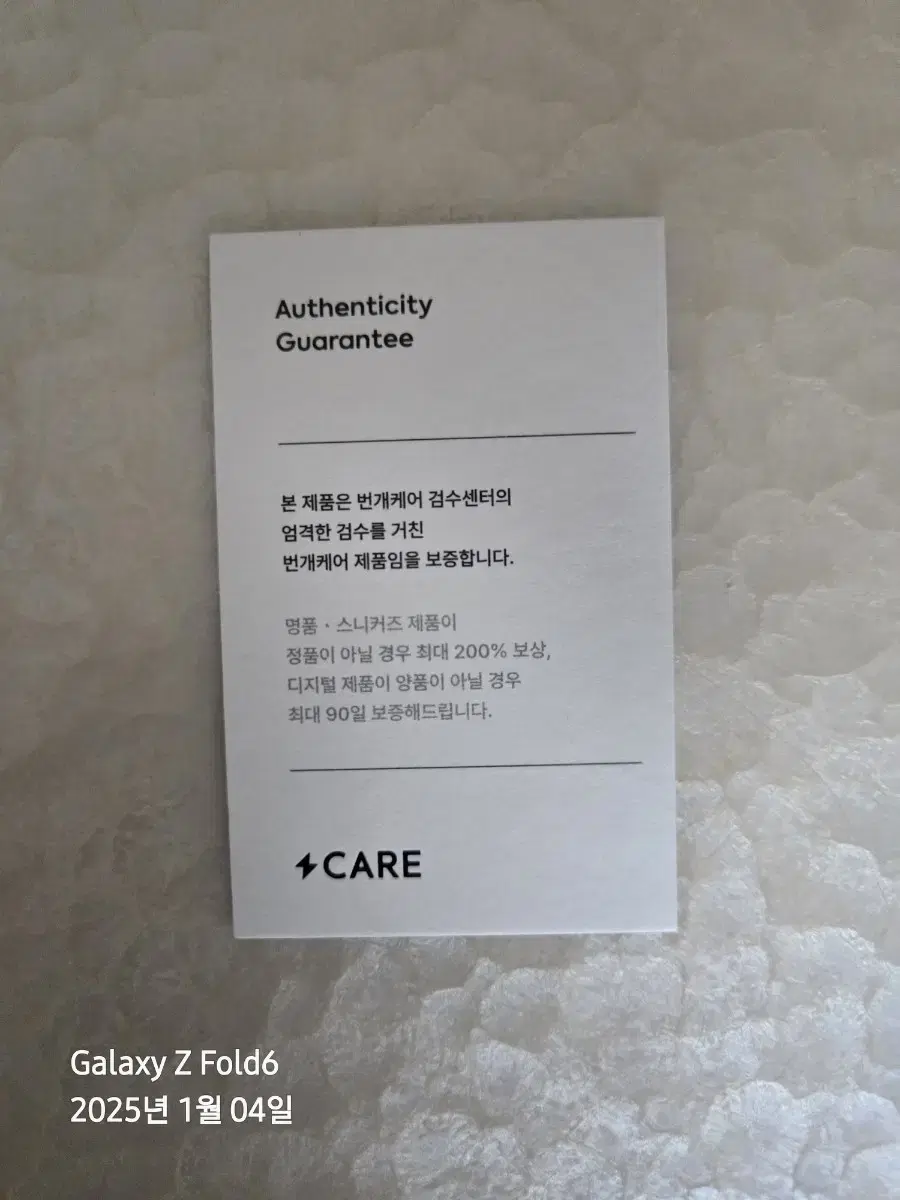 Authenticity
Guarantee
본 제품은 번개케어 검수센터의
엄격한 검수를 거친
번개케어 제품임을 보증합니다.
명품 · 스니커즈 제품이
정품이 아닐 경우 최대 200% 보상,
디지털 제품이 양품이 아닐 경우
최대 90일 보증해드립니다.
CARE
Galaxy Z Fold6
2025년 1월 04일